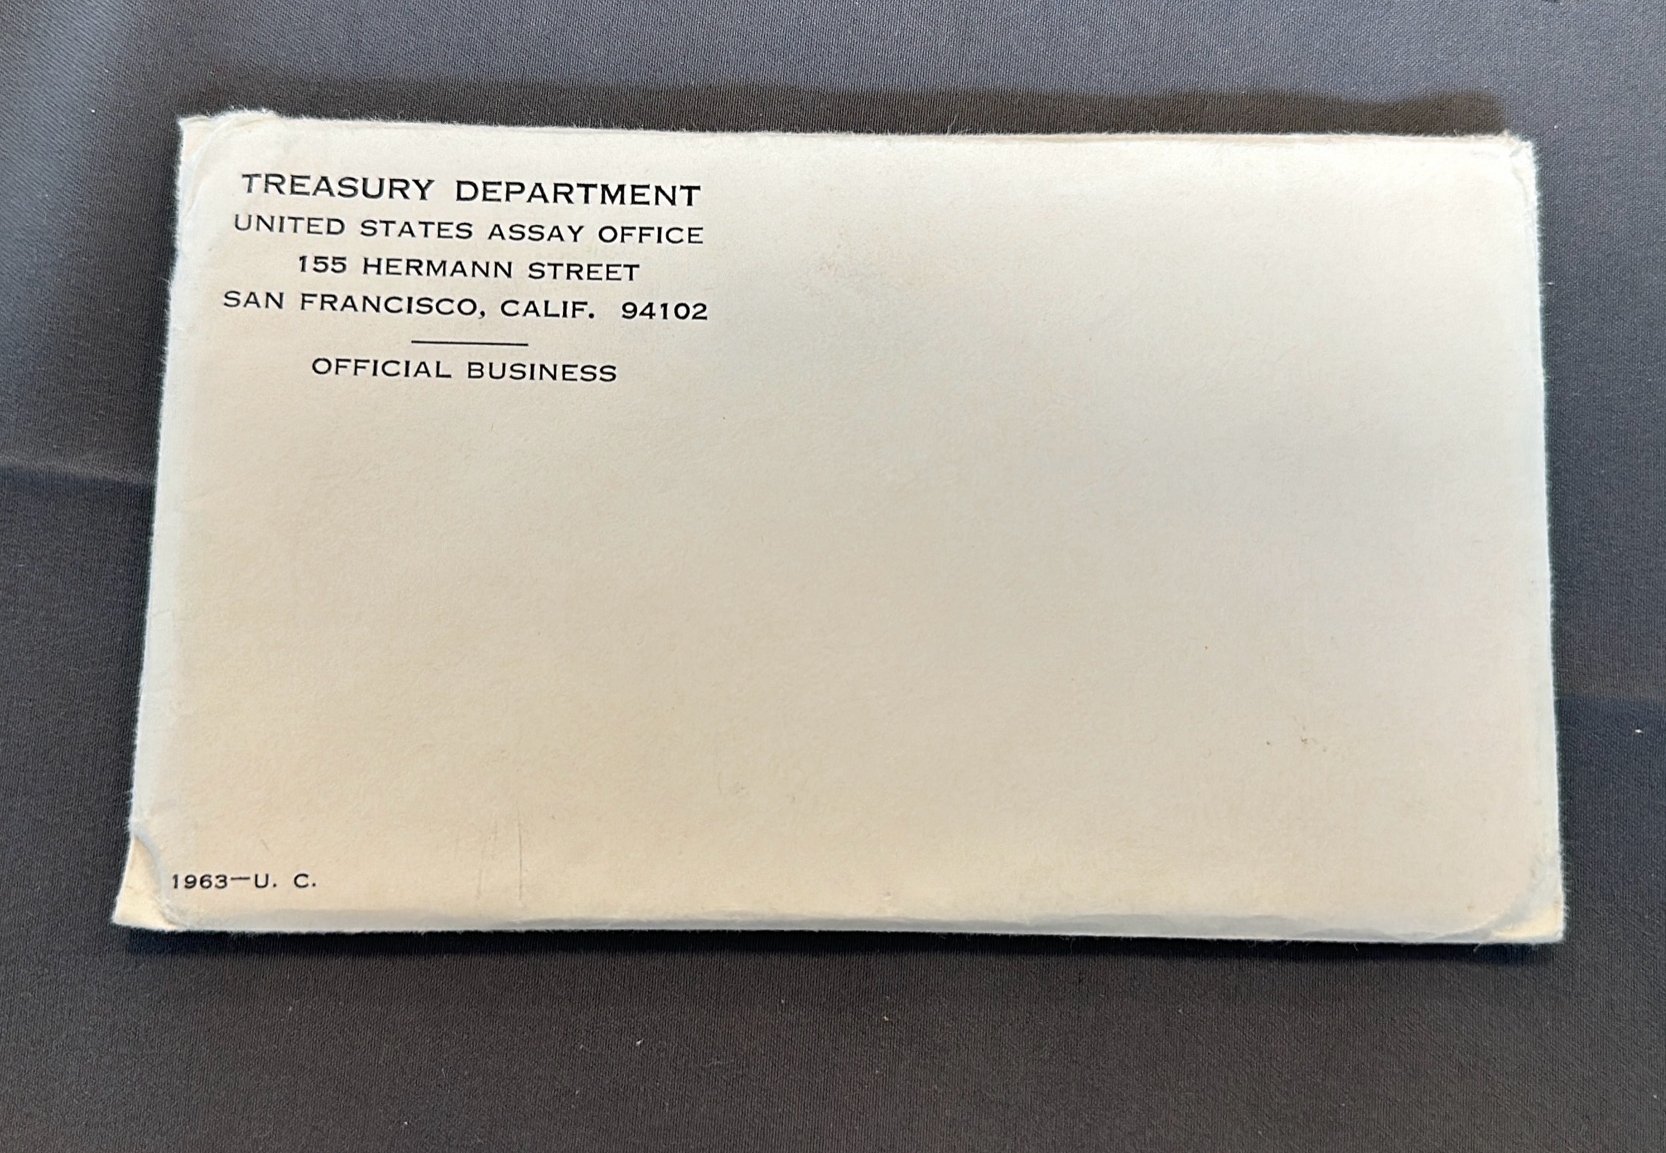 TREASURY DEPARTMENT
UNITED STATES ASSAY OFFICE
155 HERMANN STREET
SAN FRANCISCO, CALIF. 94102
OFFICIAL BUSINESS
1963—U. C.